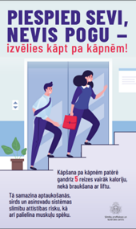 PIESPIED SEVI,
NEVIS POGU –
izvēlies kāpt pa kāpnēm!
Kāpšana pa kāpnēm patērē
gandrīz 5 reizes vairāk kaloriju,
nekā braukšana ar liftu.
Tā samazina aptaukošanās,
sirds un asinsvadu sistēmas
slimību attīstības risku, kā
arī palielina muskuļu spēku.